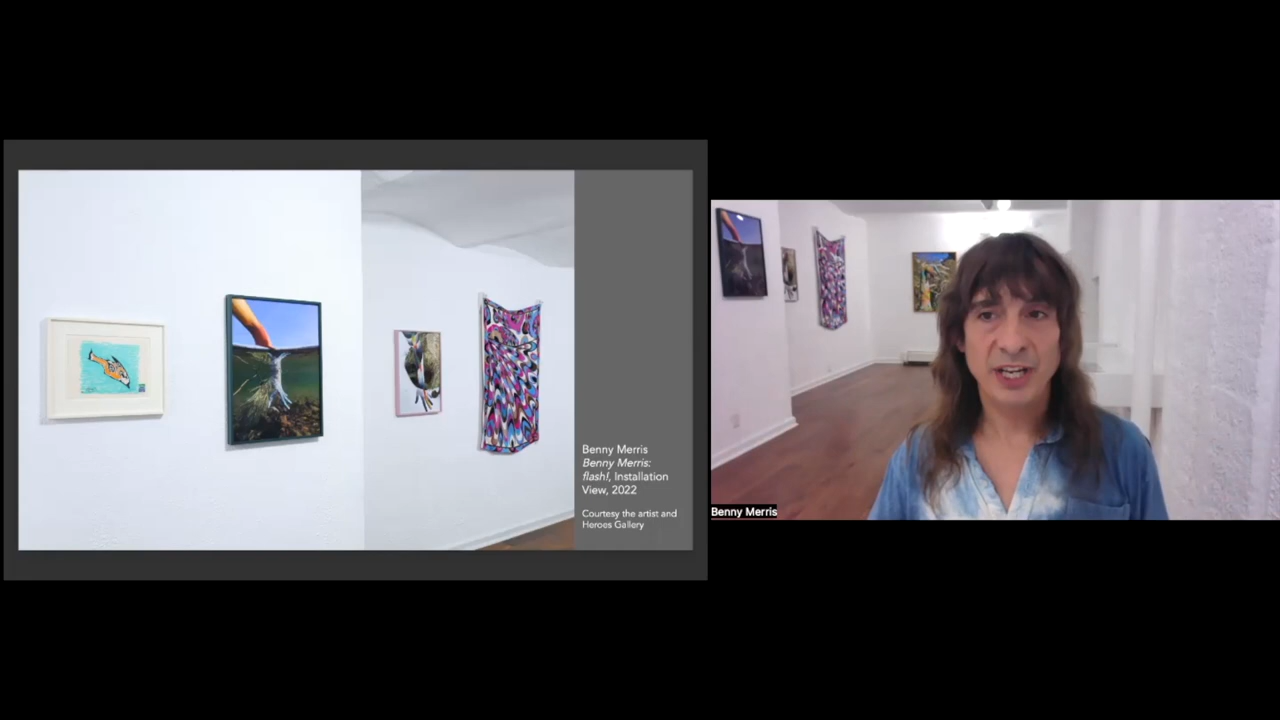 Benny Merris
Benny Merris:
flash!, Installation
View, 2022
Courtesy the artist and
Heroes Gallery
Benny Merris